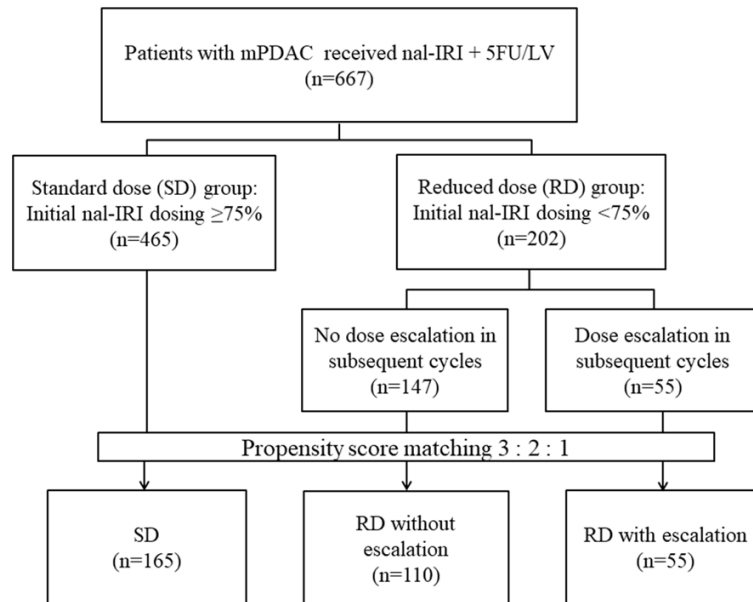 Patients with mPDAC received nal-IRI + 5FU/LV
(n=667)
Standard dose (SD) group:
Initial nal-IRI dosing ≥75%
(n=465)
Reduced dose (RD) group:
Initial nal-IRI dosing <75%
(n=202)
No dose escalation in
subsequent cycles
(n=147)
Dose escalation in
subsequent cycles
(n=55)
Propensity score matching 3 : 2 : 1
SD
(n=165)
RD without
escalation
(n=110)
RD with escalation
(n=55)